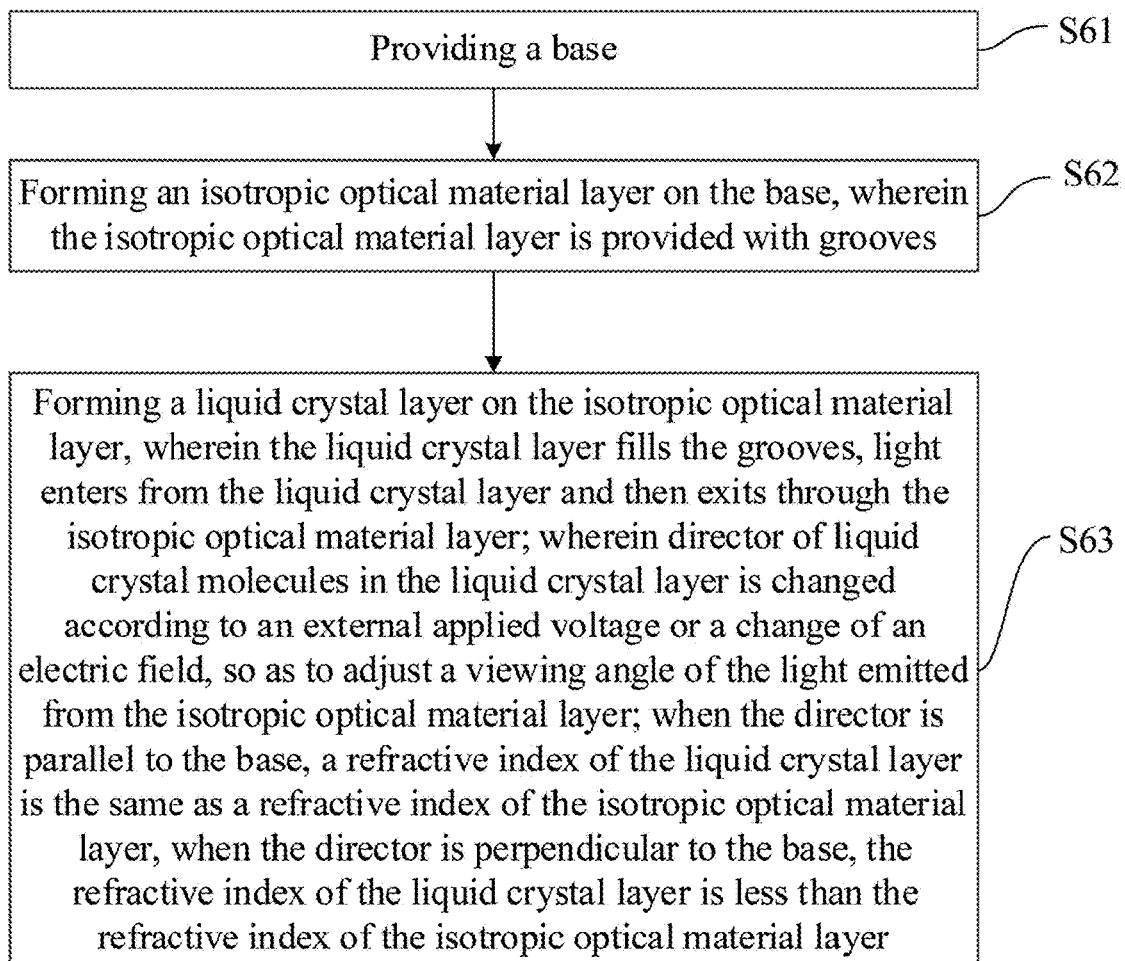 Providing a base
S61
Forming an isotropic optical material layer on the base, wherein
the isotropic optical material layer is provided with grooves
S62
Forming a liquid crystal layer on the isotropic optical material
layer, wherein the liquid crystal layer fills the grooves, light
enters from the liquid crystal layer and then exits through the
isotropic optical material layer; wherein director of liquid
crystal molecules in the liquid crystal layer is changed
according to an external applied voltage or a change of an
electric field, so as to adjust a viewing angle of the light emitted
from the isotropic optical material layer; when the director is
parallel to the base, a refractive index of the liquid crystal layer
is the same as a refractive index of the isotropic optical material
layer, when the director is perpendicular to the base, the
refractive index of the liquid crystal layer is less than the
refractive index of the isotropic optical material layer
S63